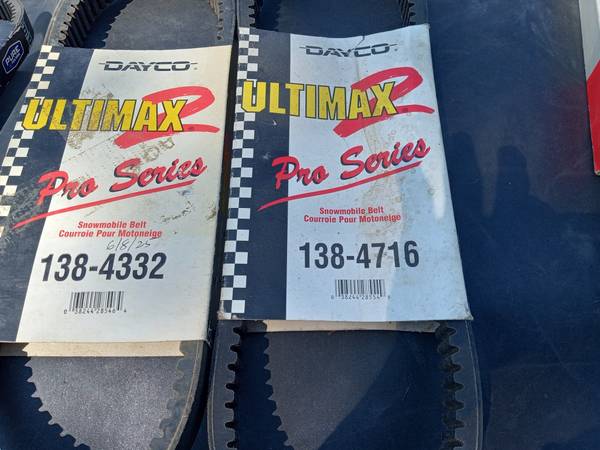 DAYCO
ULTIMAX 2
Pro Series
Snowmobile Belt
Courroie Pour Motoneige
6/8/25
138-4332
DAYCO
ULTIMAX 2
Pro Series
Snowmobile Belt
Courroie Pour Motoneige
138-4716
PURE